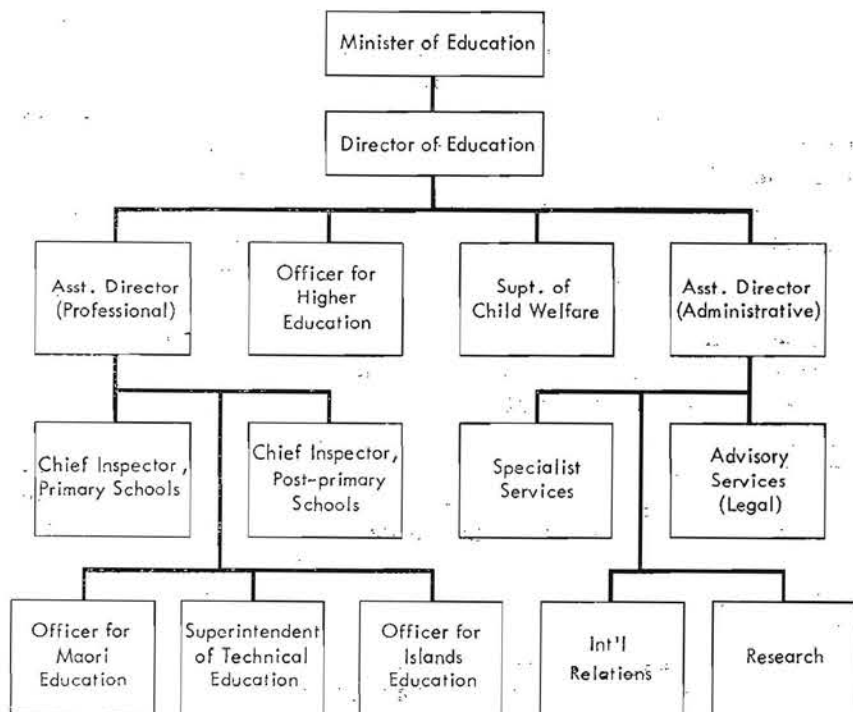 Minister of Education
Director of Education
Asst. Director
(Professional)
Officer for
Higher
Education
Supt. of
Child Welfare
Asst. Director
(Administrative)
Chief Inspector,
Primary Schools
Chief Inspector,
Post-primary
Schools
Specialist
Services
Advisory
Services
(Legal)
Officer for
Maori
Education
Superintendent
of Technical
Education
Officer for
Islands
Education
Int'l
Relations
Research